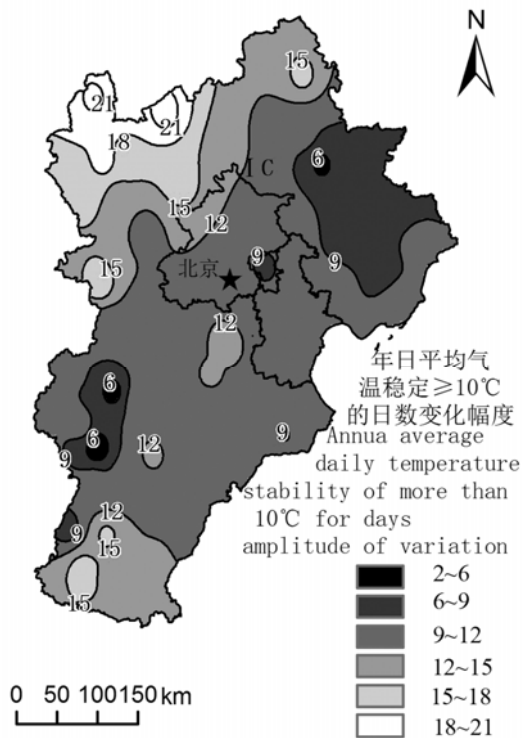 N
15
21
21
18
6
I C
15
12
9
北京
15
9
12
年日平均气
温稳定≥10℃
的日数变化幅度
Annua average
daily temperature
stability of more than
10℃ for days
amplitude of variation
6
9
6
12
9
12
9
15
15
2~6
6~9
9~12
12~15
15~18
18~21
0 50 100 150 km